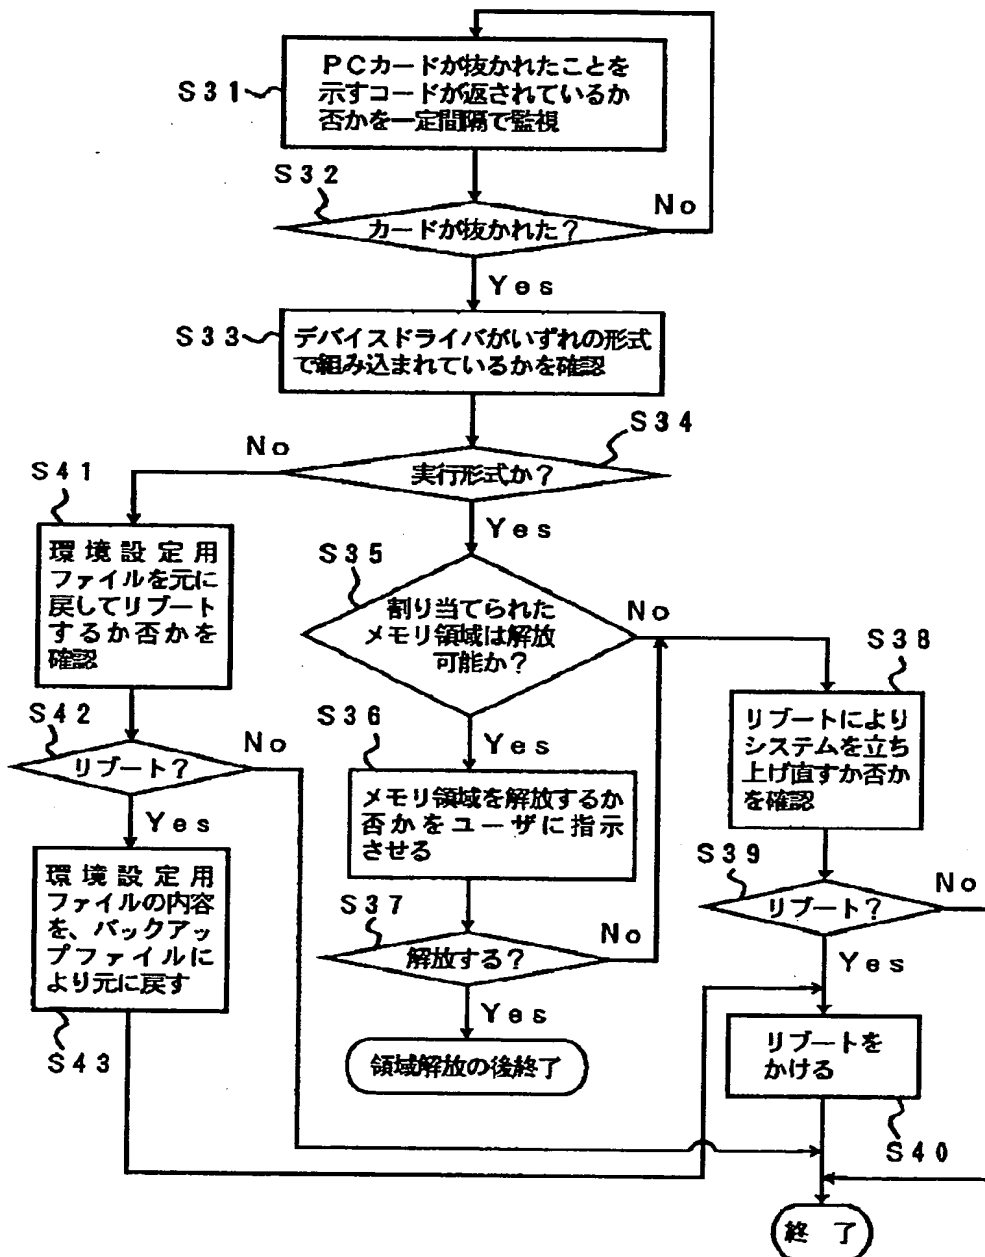 S31
PCカードが抜かれたことを
示すコードが返されているか
否かを一定間隔で監視
S32
カードが抜かれた?
No
Yes
S33
デバイスドライバがいずれの形式
で組み込まれているかを確認
S34
実行形式か?
No
Yes
S41
環境設定用
ファイルを元に
戻してリブート
するか否かを
確認
S35
割り当てられた
メモリ領域は解放
可能か?
No
Yes
S38
リブートにより
システムを立ち
上げ直すか否か
を確認
S42
リブート?
No
Yes
S36
メモリ領域を解放するか
否かをユーザに指示
させる
S39
リブート?
No
Yes
S43
環境設定用
ファイルの内容
を、バックアッ
プファイルに
より元に戻す
S37
解放する?
No
Yes
領域解放の後終了
S40
リブートを
かける
終了